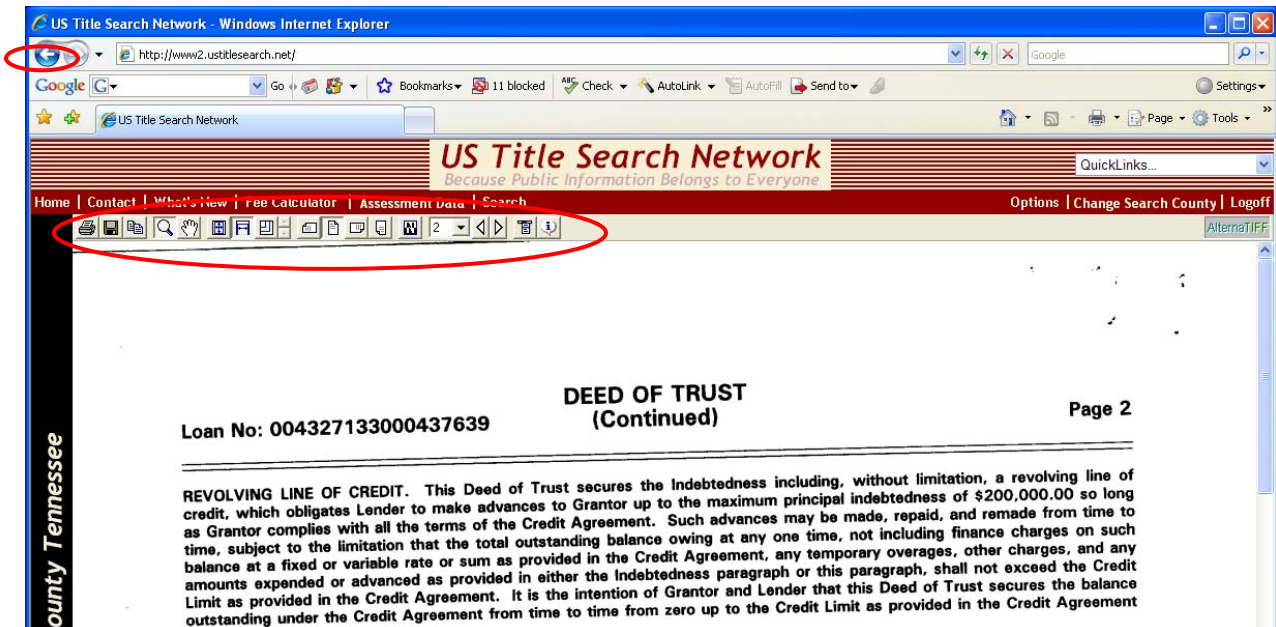 US Title Search Network - Windows Internet Explorer
http://www2.ustitlesearch.net/
Google
Google G Go Bookmarks 11 blocked ABC Check AutoLink AutoFill Send to Settings
US Title Search Network Page Tools »
US Title Search Network
Because Public Information Belongs to Everyone
QuickLinks...
Home | Contact | What's New | Fee Calculator | Assessment Data | Search Options | Change Search County | Logoff
2
AlternaTIFF
ounty Tennessee
DEED OF TRUST
Loan No: 004327133000437639 (Continued) Page 2
REVOLVING LINE OF CREDIT. This Deed of Trust secures the Indebtedness including, without limitation, a revolving line of
credit, which obligates Lender to make advances to Grantor up to the maximum principal indebtedness of $200,000.00 so long
as Grantor complies with all the terms of the Credit Agreement. Such advances may be made, repaid, and remade from time to
time, subject to the limitation that the total outstanding balance owing at any one time, not including finance charges on such
balance at a fixed or variable rate or sum as provided in the Credit Agreement, any temporary overages, other charges, and any
amounts expended or advanced as provided in either the Indebtedness paragraph or this paragraph, shall not exceed the Credit
Limit as provided in the Credit Agreement. It is the intention of Grantor and Lender that this Deed of Trust secures the balance
outstanding under the Credit Agreement from time to time from zero up to the Credit Limit as provided in the Credit Agreement